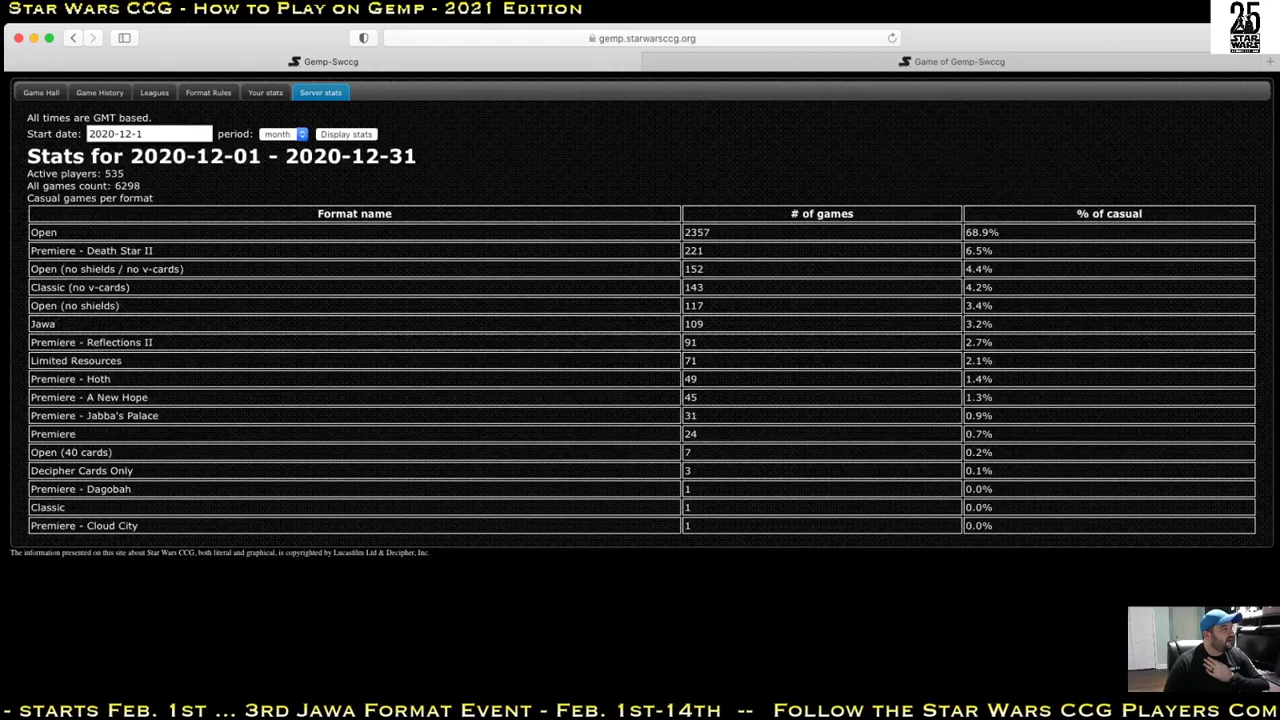 Star Wars CCG - How to Play on Gemp - 2021 Edition
25
STAR WARS
gemp.starwarsccg.org
Gemp-Swccg
Game of Gemp-Swccg
Game Hall Game History Leagues Format Rules Your stats Server stats
All times are GMT based.
Start date: 2020-12-1 period: month Display stats
Stats for 2020-12-01 - 2020-12-31
Active players: 535
All games count: 6298
Casual games per format
Format name # of games % of casual
Open 2357 68.9%
Premiere - Death Star II 221 6.5%
Open (no shields / no v-cards) 152 4.4%
Classic (no v-cards) 143 4.2%
Open (no shields) 117 3.4%
Jawa 109 3.2%
Premiere - Reflections II 91 2.7%
Limited Resources 71 2.1%
Premiere - Hoth 49 1.4%
Premiere - A New Hope 45 1.3%
Premiere - Jabba's Palace 31 0.9%
Premiere 24 0.7%
Open (40 cards) 7 0.2%
Decipher Cards Only 3 0.1%
Premiere - Dagobah 1 0.0%
Classic 1 0.0%
Premiere - Cloud City 1 0.0%
The information presented on this site about Star Wars CCG, both literal and graphical, is copyrighted by Lucasfilm Ltd & Decipher, Inc.
- starts Feb. 1st ... 3rd Jawa Format Event - Feb. 1st-14th -- Follow the Star Wars CCG Players Com